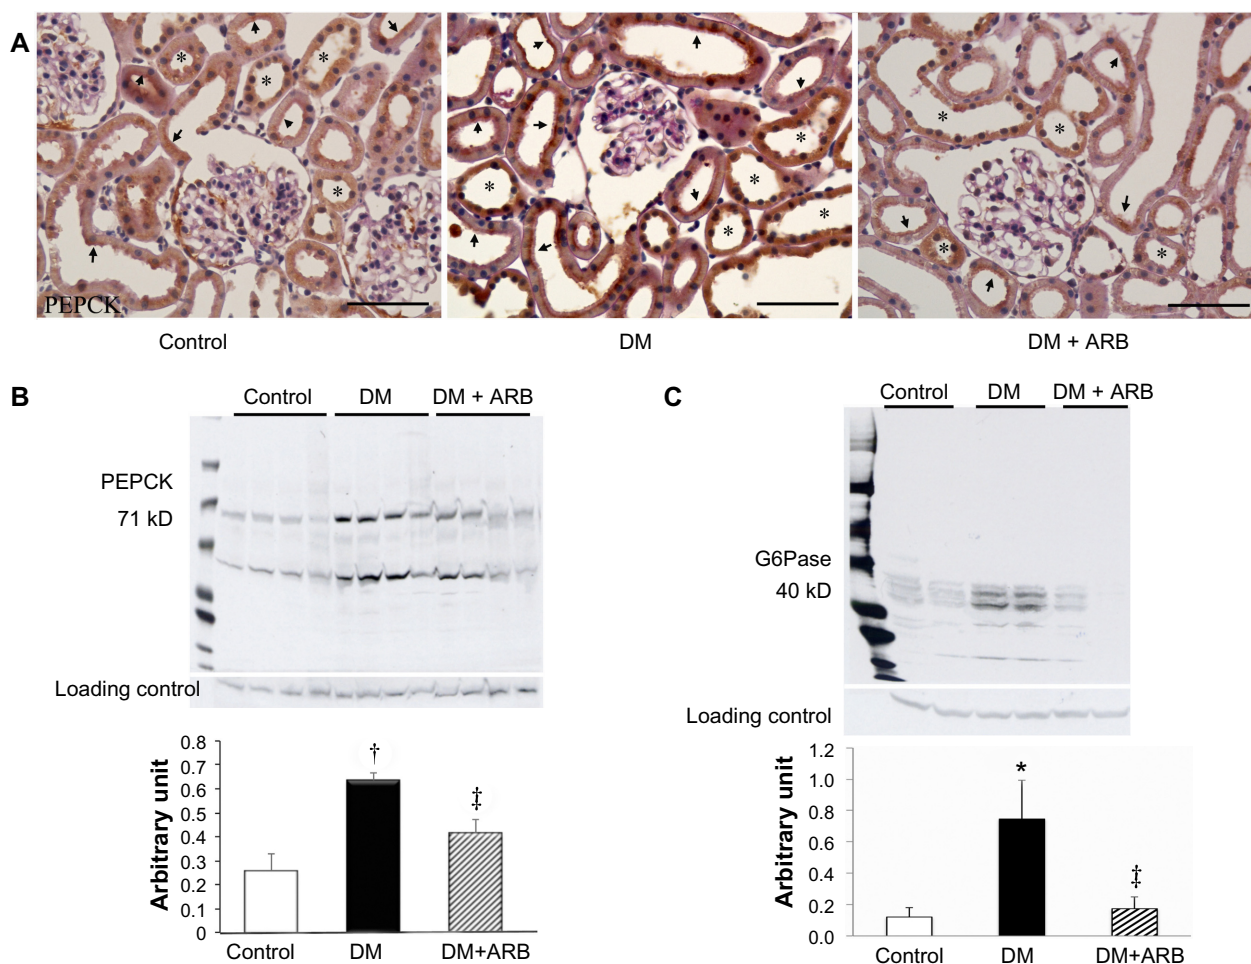 A
PEPCK
Control
DM
DM + ARB
B
Control
DM
DM + ARB
PEPCK
71 kD
Loading control
Arbitrary unit
0.8
0.7
0.6
0.5
0.4
0.3
0.2
0.1
0
†
‡
Control
DM
DM+ARB
C
Control
DM
DM + ARB
G6Pase
40 kD
Loading control
Arbitrary unit
1.2
1.0
0.8
0.6
0.4
0.2
0.0
*
‡
Control
DM
DM+ARB